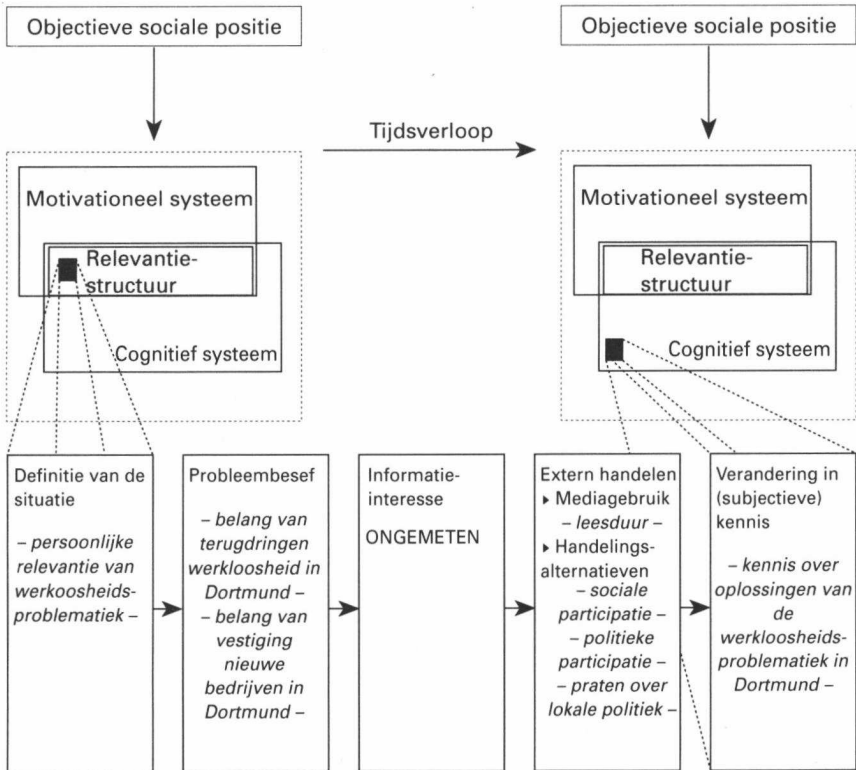 Objectieve sociale positie
Objectieve sociale positie
Tijdsverloop
Motivationeel systeem
Relevantie-
structuur
Cognitief systeem
Motivationeel systeem
Relevantie-
structuur
Cognitief systeem
Definitie van de
situatie
– persoonlijke
relevantie van
werkoosheids-
problematiek –
Probleembesef
– belang van
terugdringen
werkloosheid in
Dortmund –
– belang van
vestiging
nieuwe
bedrijven in
Dortmund –
Informatie-
interesse
ONGEMETEN
Extern handelen
▸ Mediagebruik
– leesduur –
▸ Handelings-
alternatieven
– sociale
participatie –
– politieke
participatie –
– praten over
lokale politiek –
Verandering in
(subjectieve)
kennis
– kennis over
oplossingen van
de
werkloosheids-
problematiek in
Dortmund –